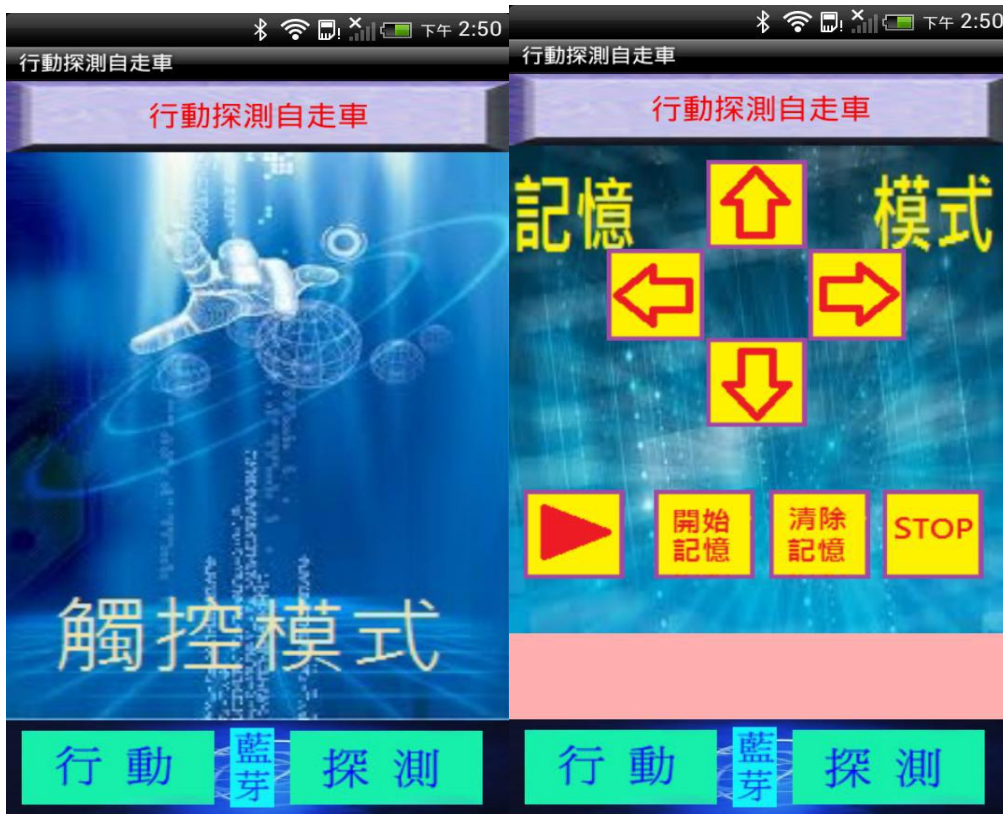 下午 2:50
行動探測自走車
行動探測自走車
觸控模式
行動
藍芽
探測
下午 2:50
行動探測自走車
行動探測自走車
記憶 模式
開始記憶
清除記憶
STOP
行動
藍芽
探測